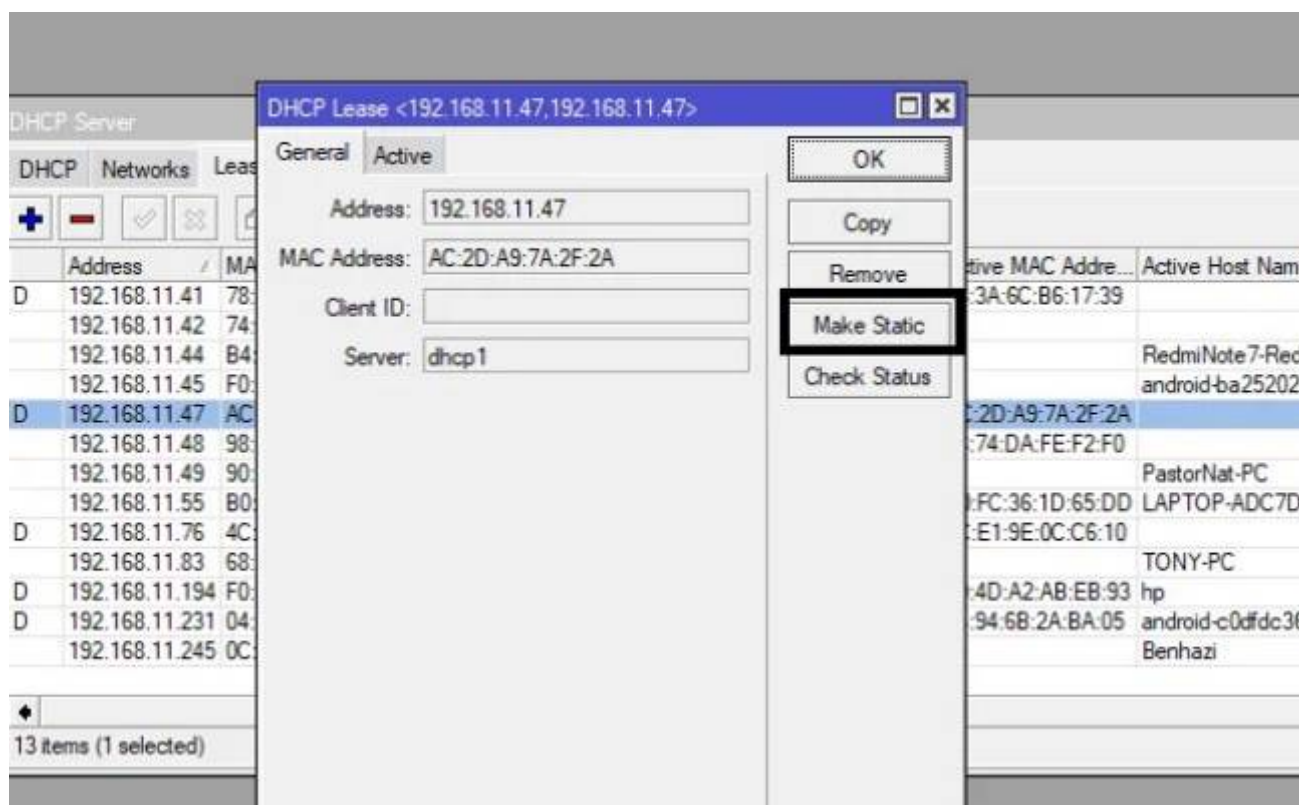 DHCP Server
DHCP Networks Leas
Address MA
D 192.168.11.41 78:
192.168.11.42 74:
192.168.11.44 B4:
192.168.11.45 F0:
D 192.168.11.47 AC
192.168.11.48 98:
192.168.11.49 90:
192.168.11.55 B0:
D 192.168.11.76 4C:
192.168.11.83 68:
D 192.168.11.194 F0:
D 192.168.11.231 04:
192.168.11.245 0C:
13 items (1 selected)
DHCP Lease <192.168.11.47,192.168.11.47>
General Active
Address: 192.168.11.47
MAC Address: AC:2D:A9:7A:2F:2A
Client ID:
Server: dhcp1
OK
Copy
Remove
Make Static
Check Status
tive MAC Addre... Active Host Nam
:3A:6C:B6:17:39
RedmiNote7-Red
android-ba25202
:2D:A9:7A:2F:2A
:74:DA:FE:F2:F0
PastorNat-PC
:FC:36:1D:65:DD LAPTOP-ADC7D
:E1:9E:0C:C6:10
TONY-PC
:4D:A2:AB:EB:93 hp
:94:6B:2A:BA:05 android-c0dfdc36
Benhazi